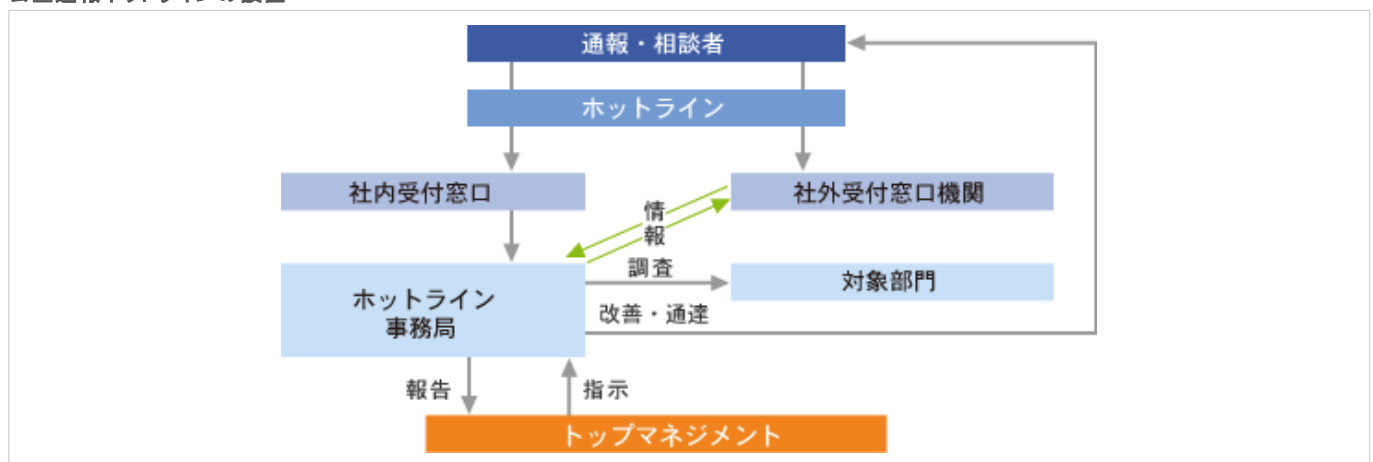 通報・相談者
ホットライン
社内受付窓口
社外受付窓口機関
情
報
調査
対象部門
ホットライン
事務局
改善・通達
報告
指示
トップマネジメント